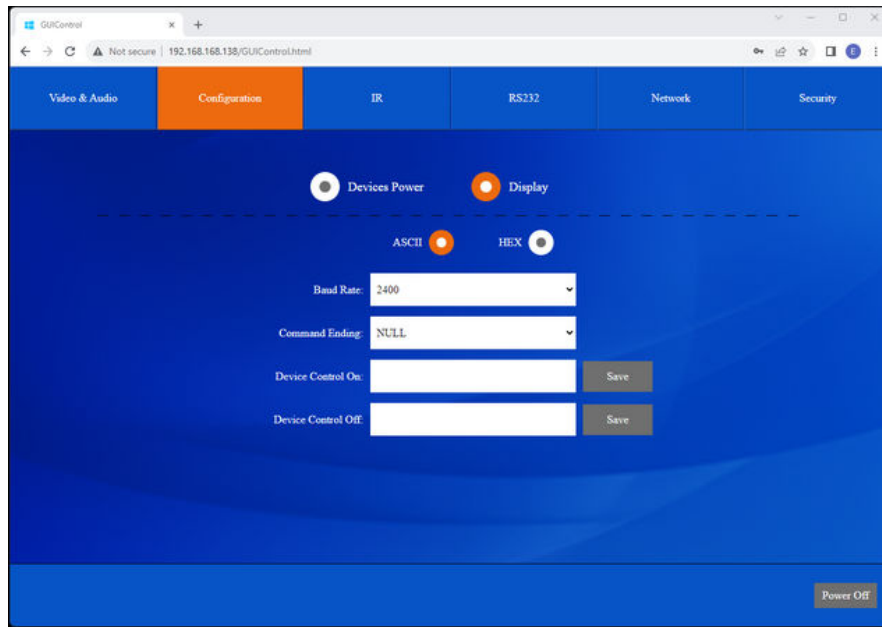 GUIControl
Not secure | 192.168.168.138/GUIControl.html
E
Video & Audio Configuration IR RS232 Network Security
Devices Power Display
ASCII HEX
Baud Rate: 2400
Command Ending: NULL
Device Control On: Save
Device Control Off: Save
Power Off